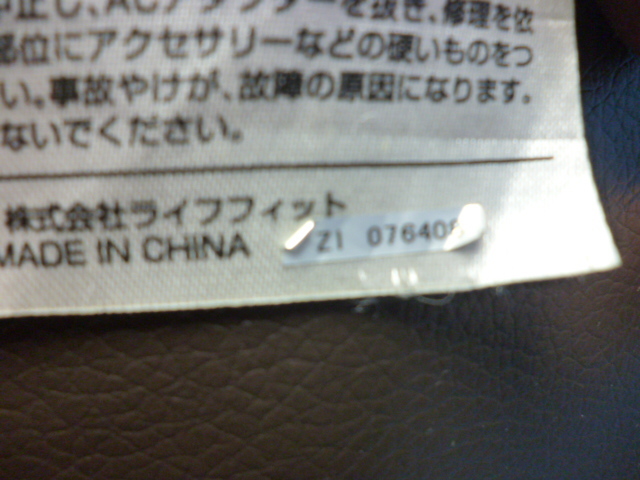 中止し、ACアダプターを抜き、修理を依
部位にアクセサリーなどの硬いものをつ
い。事故やけが、故障の原因になります。
ないでください。
株式会社ライフフィット
MADE IN CHINA
Z1 07640